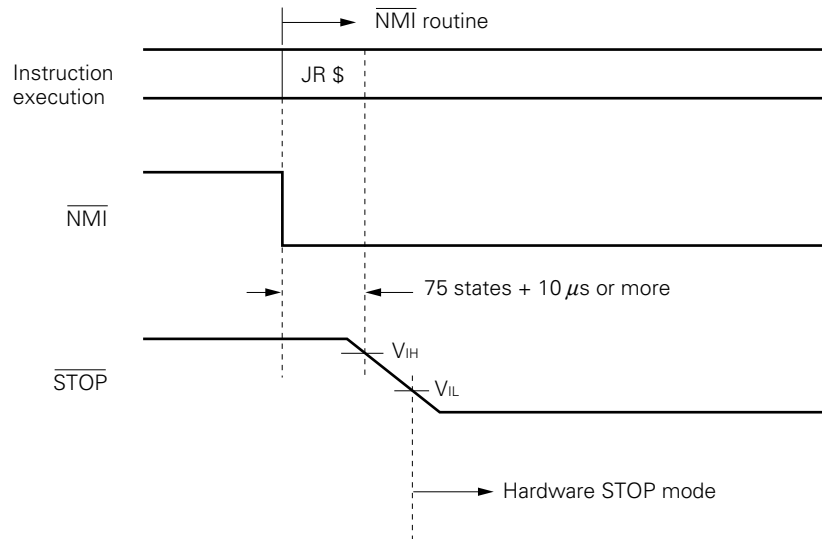 NMI routine
Instruction
execution
JR $
NMI
75 states + 10 µs or more
VIH
STOP
VIL
Hardware STOP mode